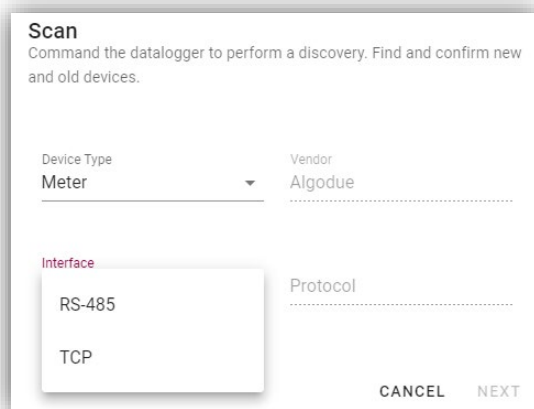 Scan
Command the datalogger to perform a discovery. Find and confirm new
and old devices.
Device Type
Vendor
Meter
Algodue
Interface
Protocol
RS-485
TCP
CANCEL NEXT